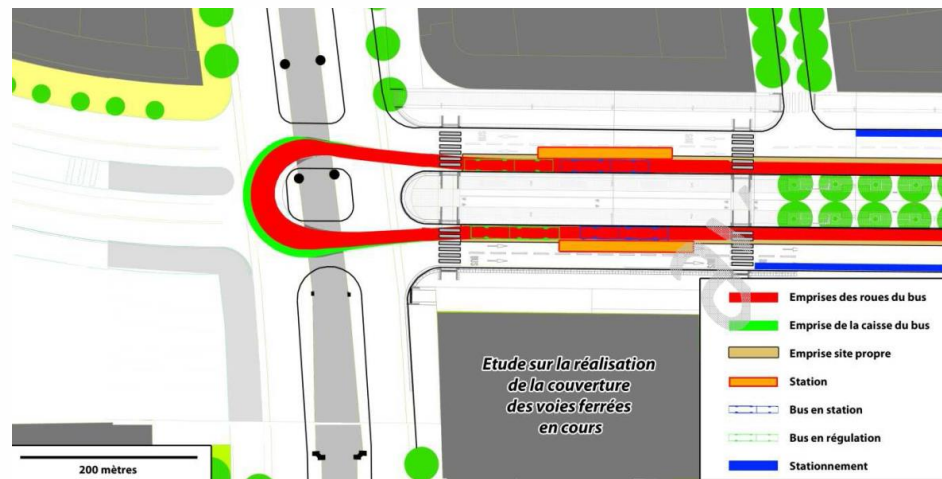 Etude sur la réalisation
de la couverture
des voies ferrées
en cours
Emprises des roues du bus
Emprise de la caisse du bus
Emprise site propre
Station
Bus en station
Bus en régulation
Stationnement
200 mètres